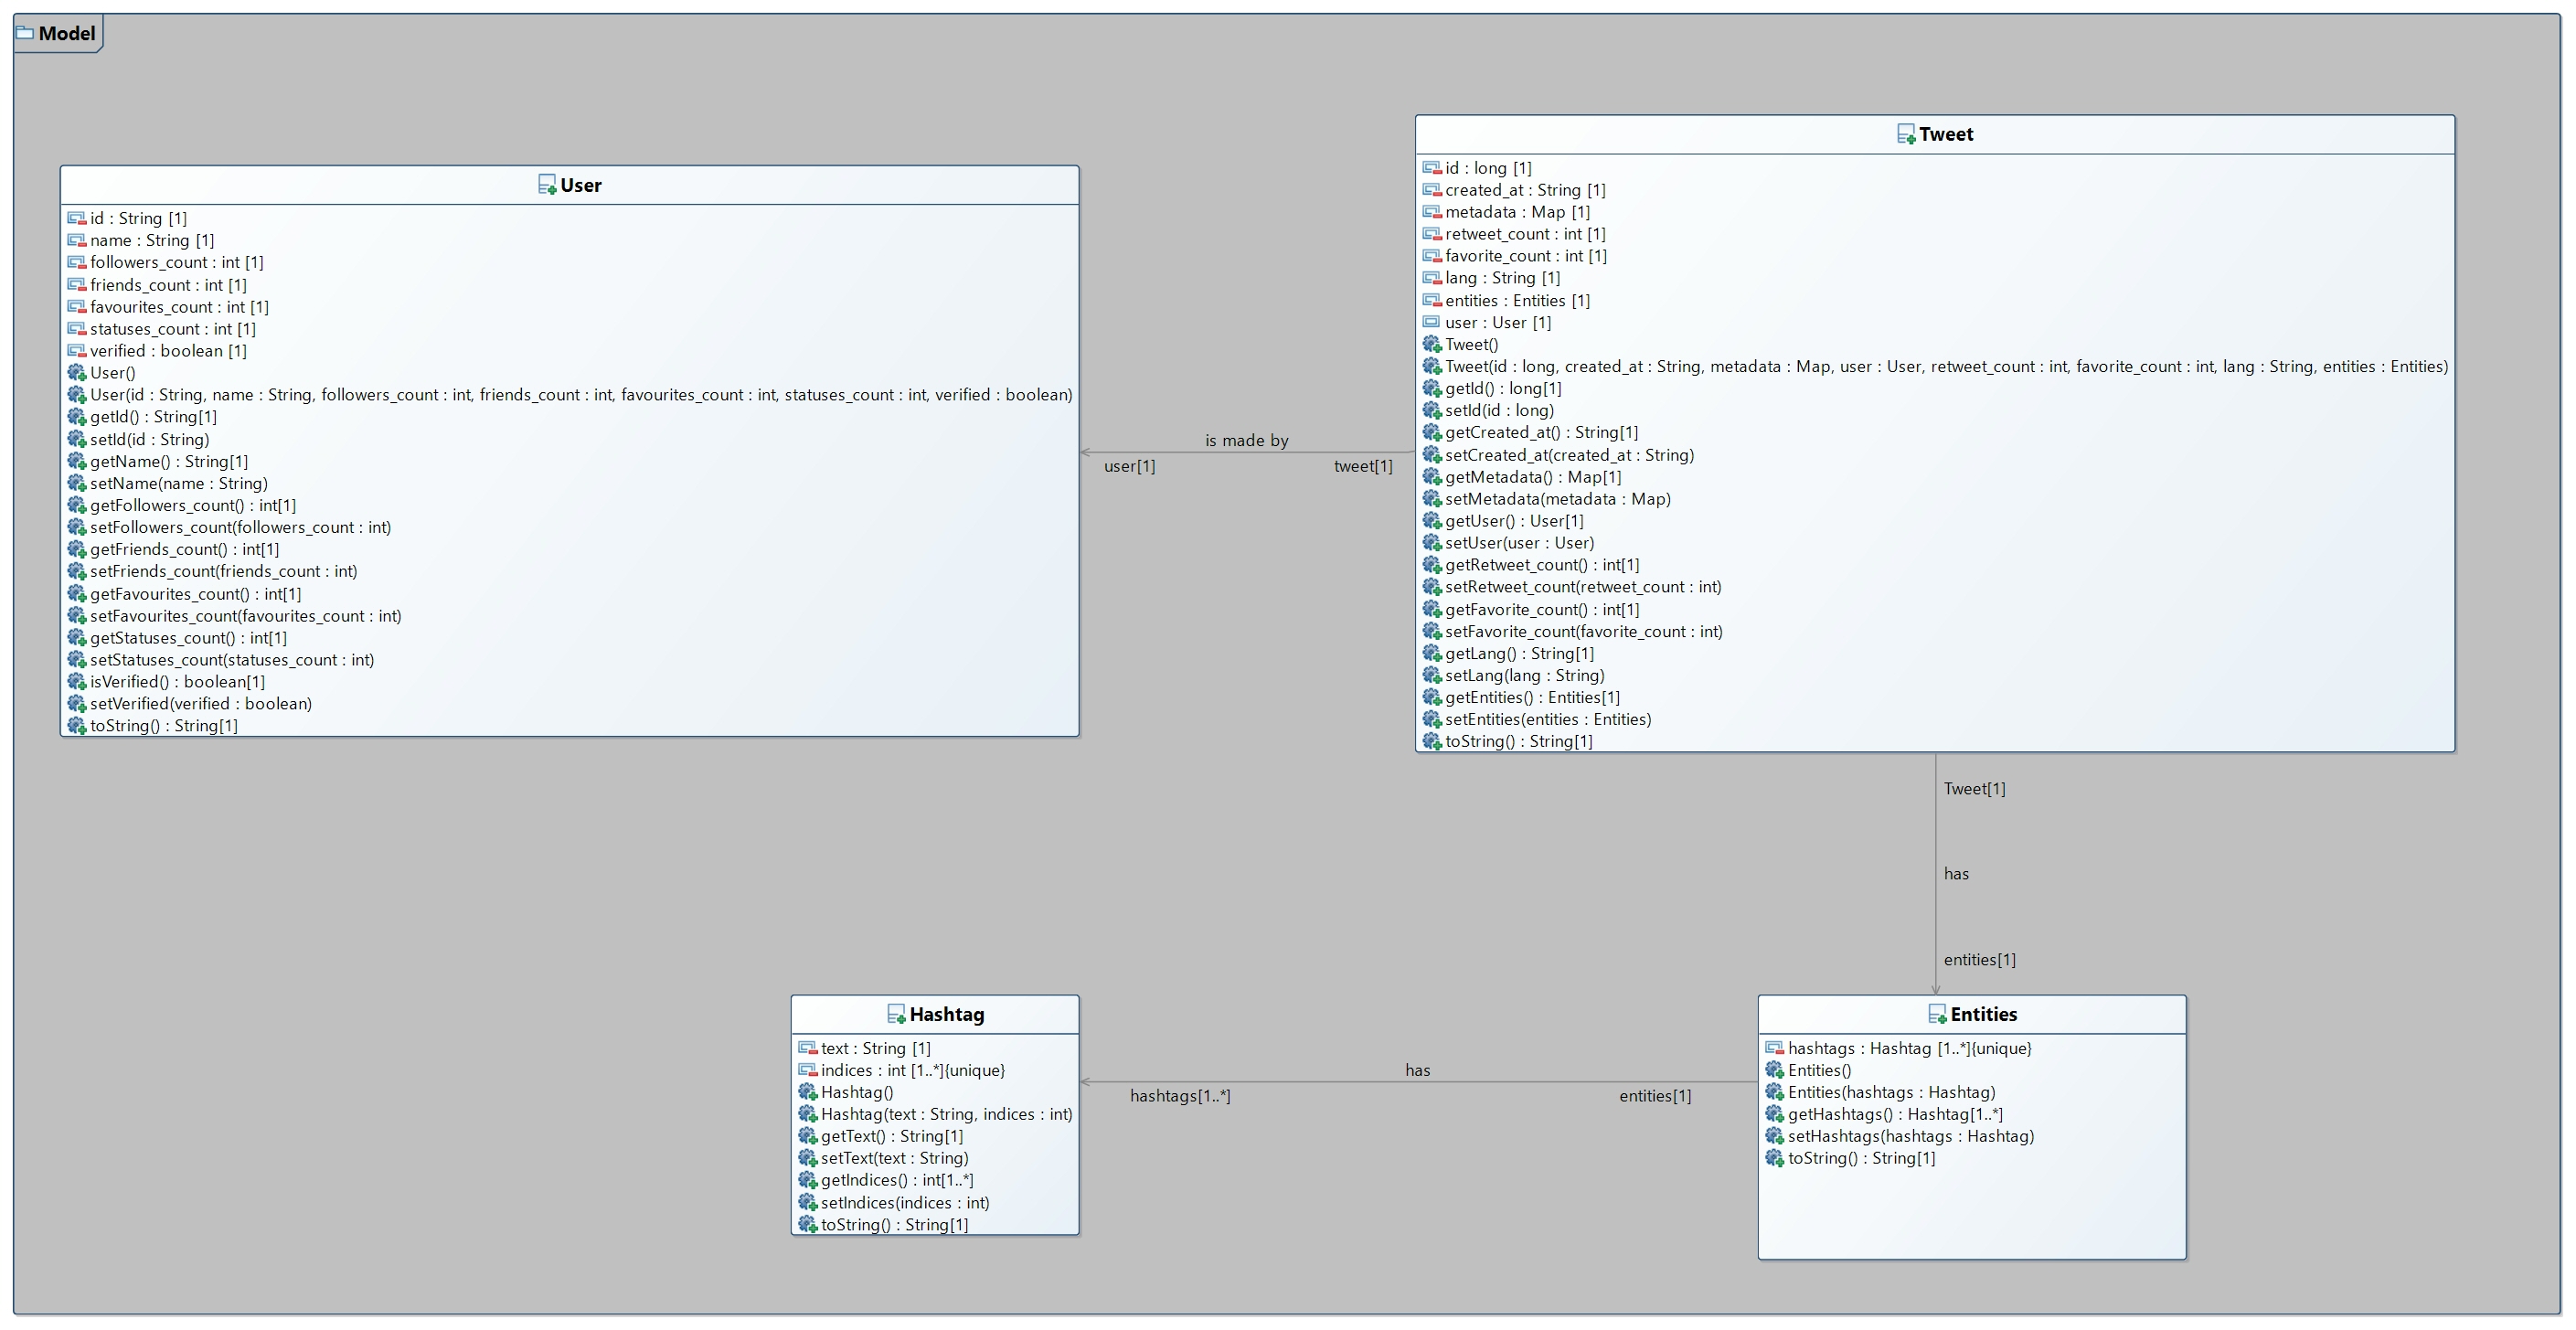 Model
User
id : String [1]
name : String [1]
followers_count : int [1]
friends_count : int [1]
favourites_count : int [1]
statuses_count : int [1]
verified : boolean [1]
User()
User(id : String, name : String, followers_count : int, friends_count : int, favourites_count : int, statuses_count : int, verified : boolean)
getId() : String[1]
setId(id : String)
getName() : String[1]
setName(name : String)
getFollowers_count() : int[1]
setFollowers_count(followers_count : int)
getFriends_count() : int[1]
setFriends_count(friends_count : int)
getFavourites_count() : int[1]
setFavourites_count(favourites_count : int)
getStatuses_count() : int[1]
setStatuses_count(statuses_count : int)
isVerified() : boolean[1]
setVerified(verified : boolean)
toString() : String[1]
is made by
user[1]
tweet[1]
Tweet
id : long [1]
created_at : String [1]
metadata : Map [1]
retweet_count : int [1]
favorite_count : int [1]
lang : String [1]
entities : Entities [1]
user : User [1]
Tweet()
Tweet(id : long, created_at : String, metadata : Map, user : User, retweet_count : int, favorite_count : int, lang : String, entities : Entities)
getId() : long[1]
setId(id : long)
getCreated_at() : String[1]
setCreated_at(created_at : String)
getMetadata() : Map[1]
setMetadata(metadata : Map)
getUser() : User[1]
setUser(user : User)
getRetweet_count() : int[1]
setRetweet_count(retweet_count : int)
getFavorite_count() : int[1]
setFavorite_count(favorite_count : int)
getLang() : String[1]
setLang(lang : String)
getEntities() : Entities[1]
setEntities(entities : Entities)
toString() : String[1]
Tweet[1]
has
entities[1]
Hashtag
text : String [1]
indices : int [1..*]{unique}
Hashtag()
Hashtag(text : String, indices : int)
getText() : String[1]
setText(text : String)
getIndices() : int[1..*]
setIndices(indices : int)
toString() : String[1]
has
hashtags[1..*]
entities[1]
Entities
hashtags : Hashtag [1..*]{unique}
Entities()
Entities(hashtags : Hashtag)
getHashtags() : Hashtag[1..*]
setHashtags(hashtags : Hashtag)
toString() : String[1]